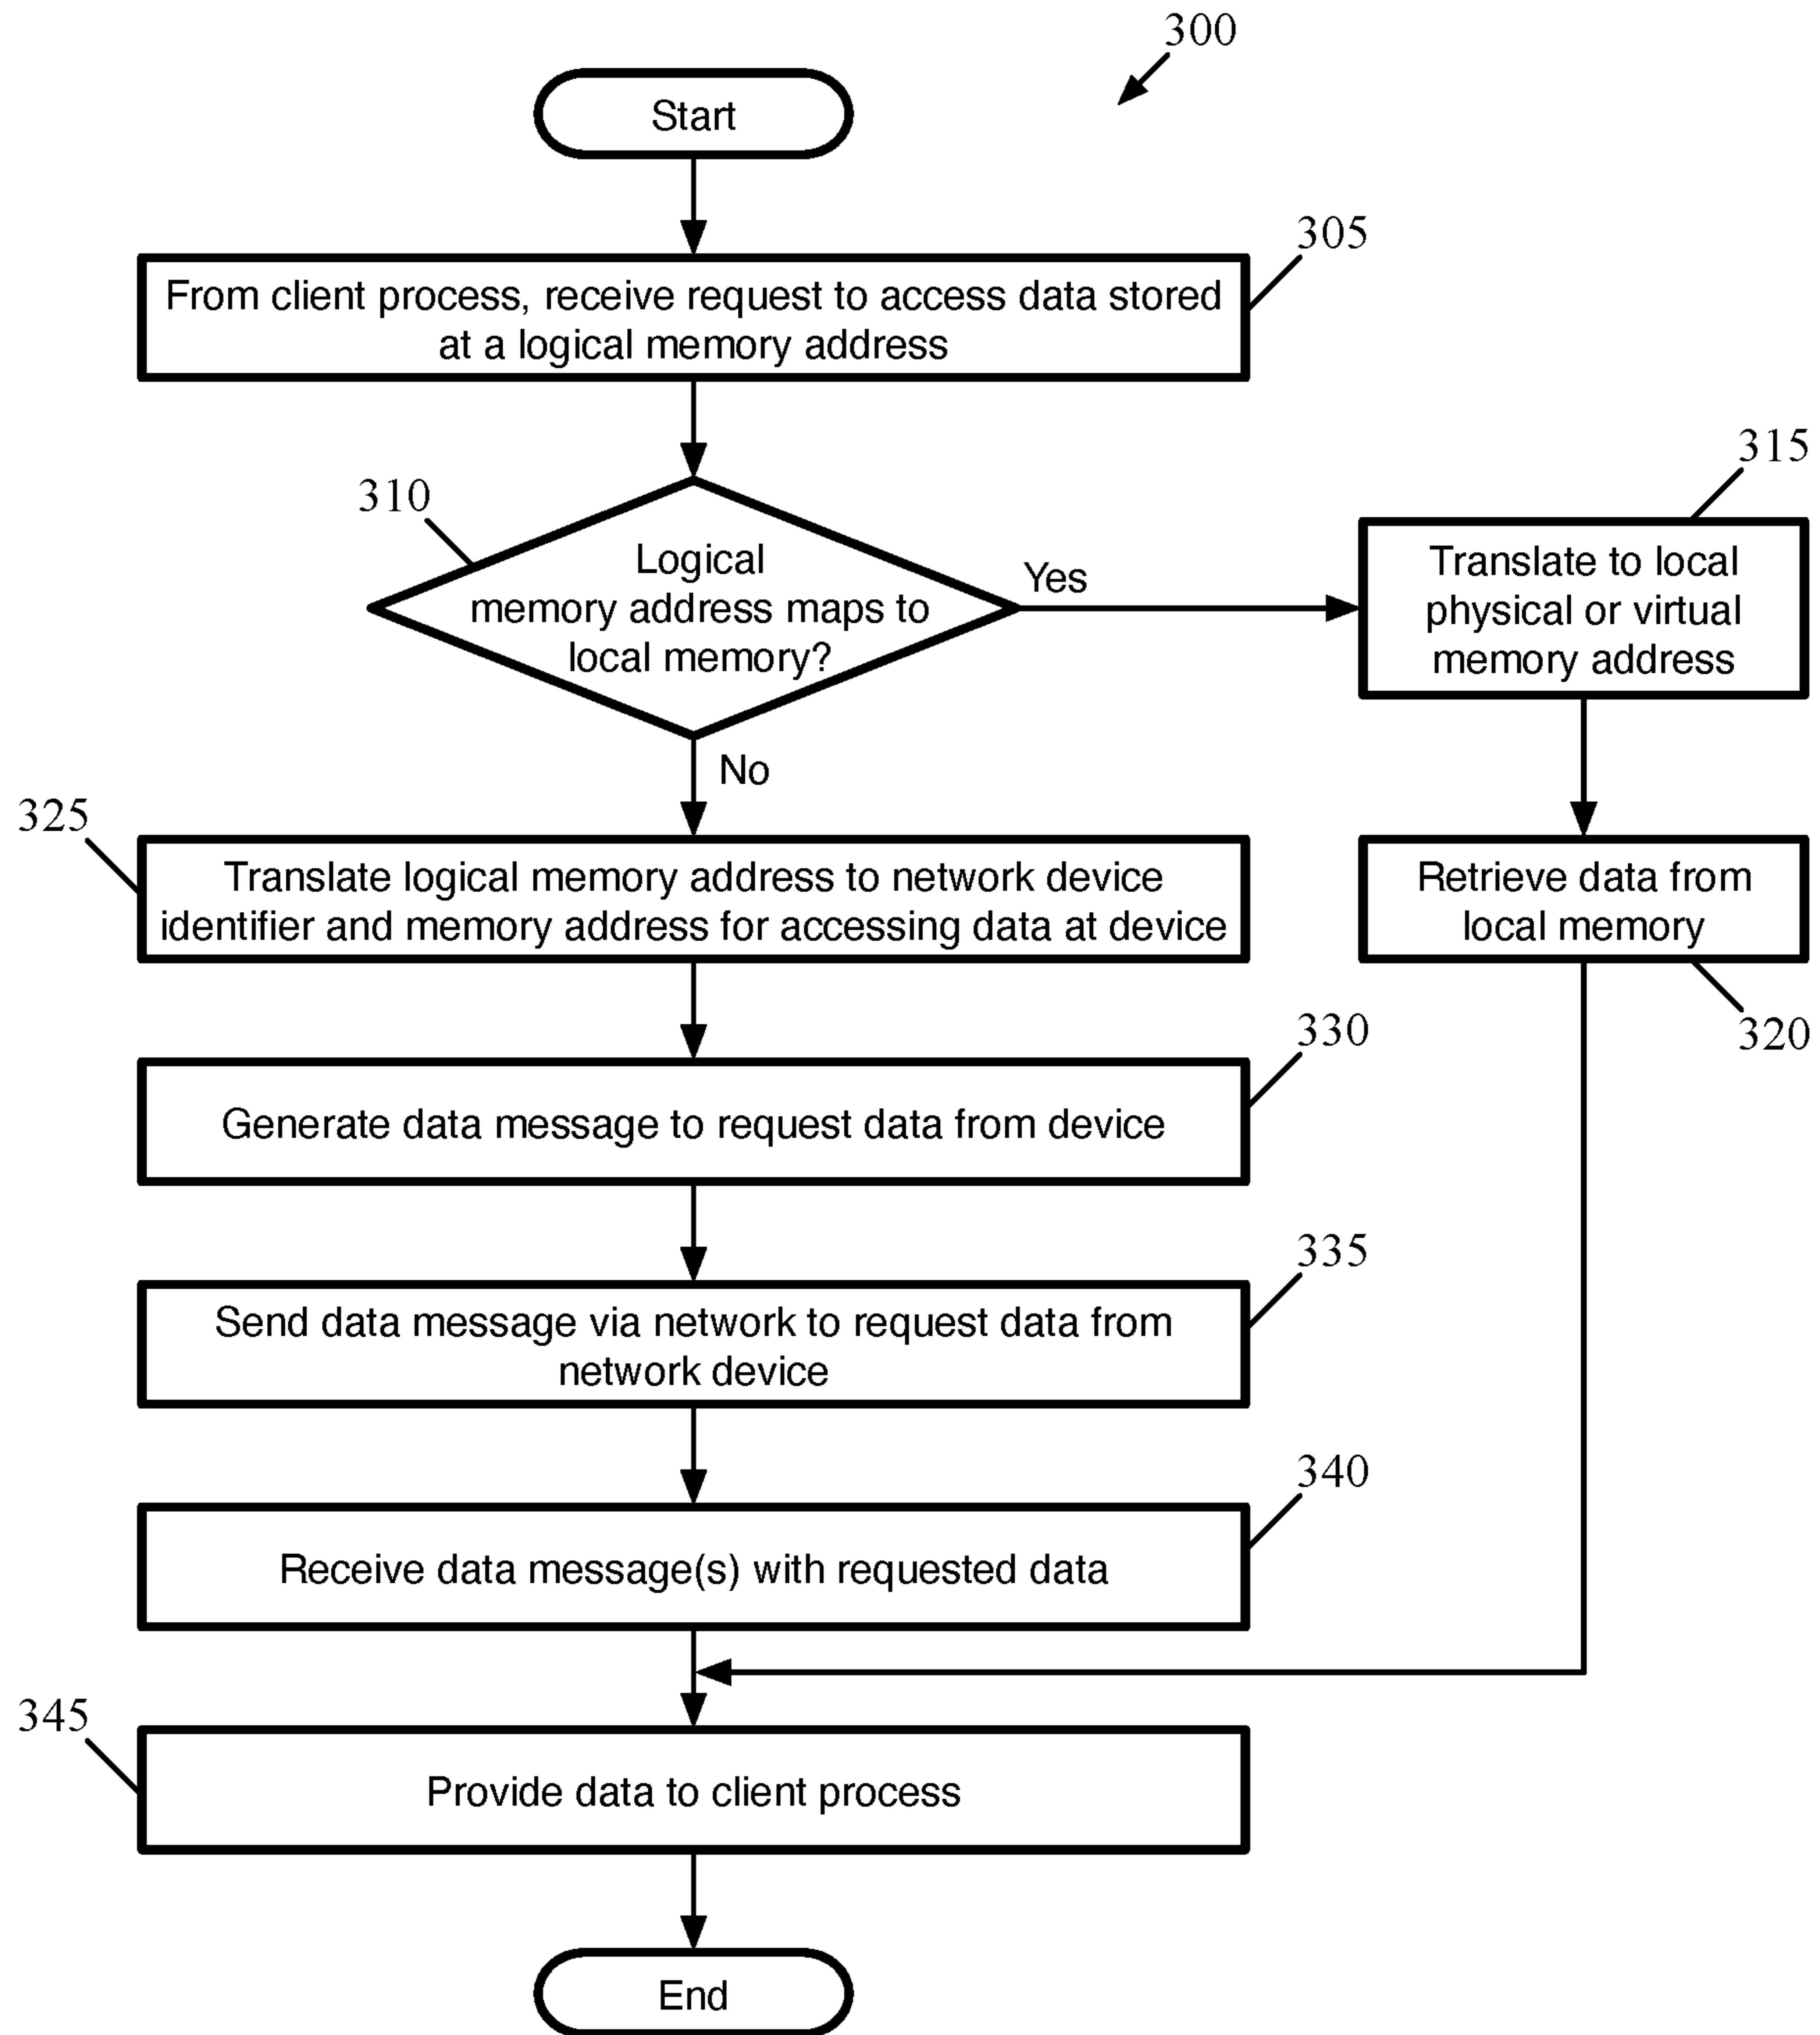 300
Start
305
From client process, receive request to access data stored
at a logical memory address
310
Logical
memory address maps to
local memory?
Yes
315
Translate to local
physical or virtual
memory address
No
325
Translate logical memory address to network device
identifier and memory address for accessing data at device
Retrieve data from
local memory
320
330
Generate data message to request data from device
335
Send data message via network to request data from
network device
340
Receive data message(s) with requested data
345
Provide data to client process
End